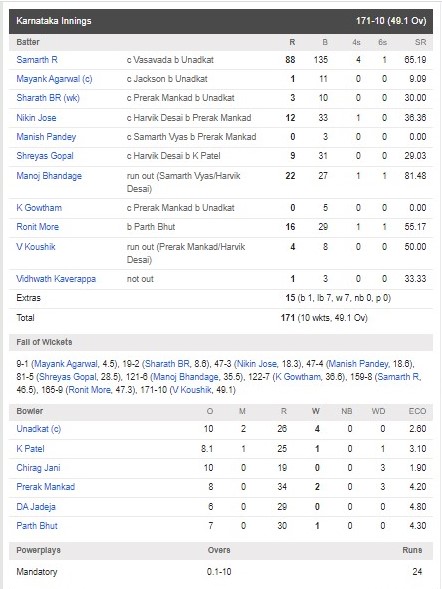 Karnataka Innings 171-10 (49.1 Ov)
Batter R B 4s 6s SR
Samarth R c Vasavada b Unadkat 88 135 4 1 65.19
Mayank Agarwal (c) c Jackson b Unadkat 1 11 0 0 9.09
Sharath BR (wk) c Prerak Mankad b Unadkat 3 10 0 0 30.00
Nikin Jose c Harvik Desai b Prerak Mankad 12 33 1 0 36.36
Manish Pandey c Samarth Vyas b Prerak Mankad 0 3 0 0 0.00
Shreyas Gopal c Harvik Desai b K Patel 9 31 0 0 29.03
Manoj Bhandage run out (Samarth Vyas/Harvik 22 27 1 1 81.48
Desai)
K Gowtham c Prerak Mankad b Unadkat 0 5 0 0 0.00
Ronit More b Parth Bhut 16 29 1 1 55.17
V Koushik run out (Prerak Mankad/Harvik 4 8 0 0 50.00
Desai)
Vidhwath Kaverappa not out 1 3 0 0 33.33
Extras 15 (b 1, lb 7, w 7, nb 0, p 0)
Total 171 (10 wkts, 49.1 Ov)
Fall of Wickets
9-1 (Mayank Agarwal, 4.5), 19-2 (Sharath BR, 8.6), 47-3 (Nikin Jose, 18.3), 47-4 (Manish Pandey, 18.6),
81-5 (Shreyas Gopal, 28.5), 121-6 (Manoj Bhandage, 35.5), 122-7 (K Gowtham, 36.6), 159-8 (Samarth R,
46.5), 165-9 (Ronit More, 47.3), 171-10 (V Koushik, 49.1)
Bowler O M R W NB WD ECO
Unadkat (c) 10 2 26 4 0 0 2.60
K Patel 8.1 1 25 1 0 1 3.10
Chirag Jani 10 0 19 0 0 3 1.90
Prerak Mankad 8 0 34 2 0 3 4.20
DA Jadeja 6 0 29 0 0 0 4.80
Parth Bhut 7 0 30 1 0 0 4.30
Powerplays Overs Runs
Mandatory 0.1-10 24